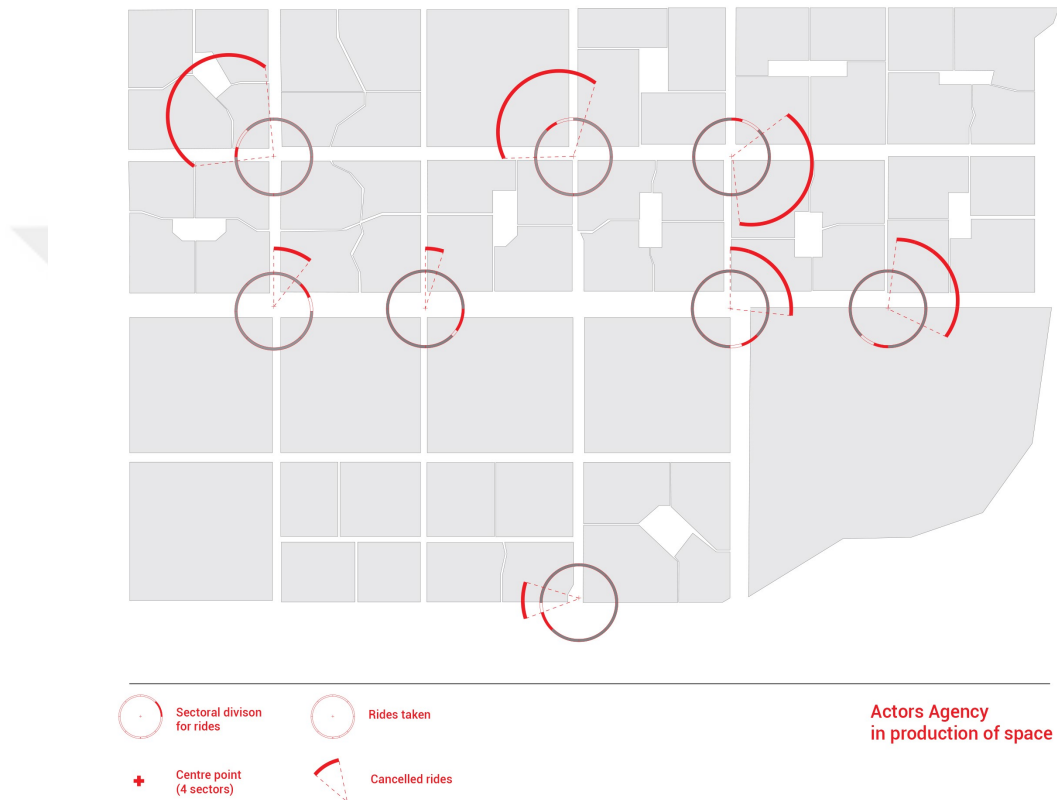 Sectoral divison
for rides
Rides taken
Centre point
(4 sectors)
Cancelled rides
Actors Agency
in production of space